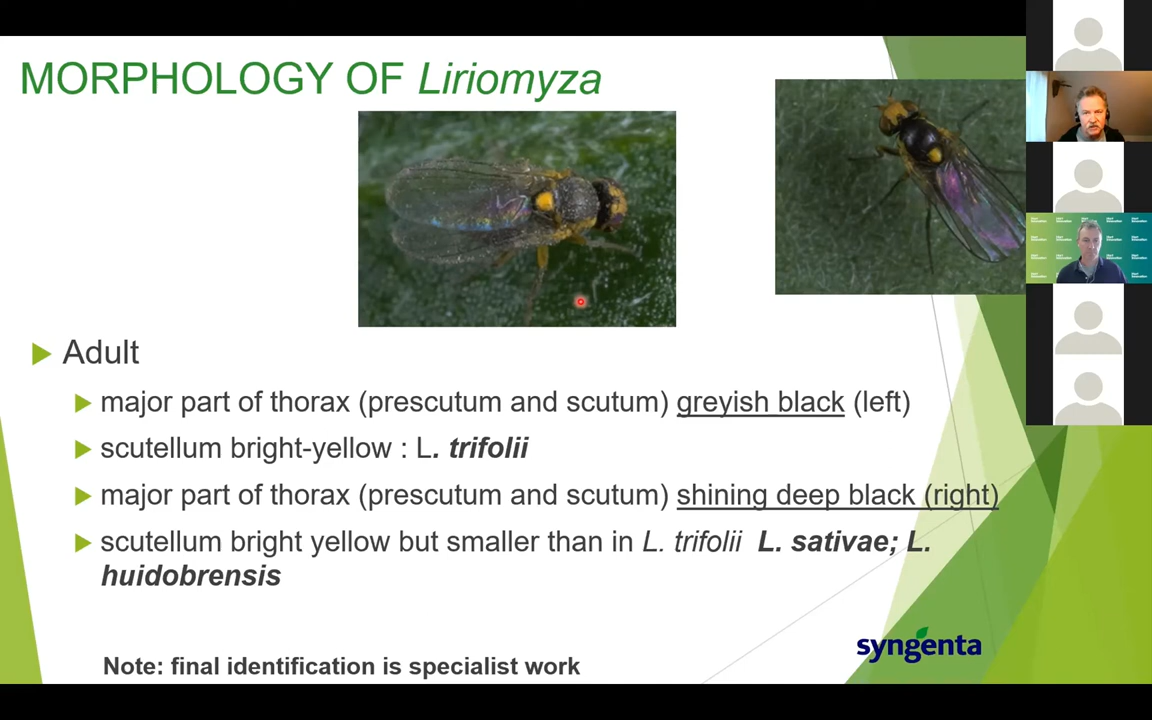 MORPHOLOGY OF Liriomyza
Adult
major part of thorax (prescutum and scutum) greyish black (left)
scutellum bright-yellow : L. trifolii
major part of thorax (prescutum and scutum) shining deep black (right)
scutellum bright yellow but smaller than in L. trifolii L. sativae; L.
huidobrensis
syngenta
Note: final identification is specialist work